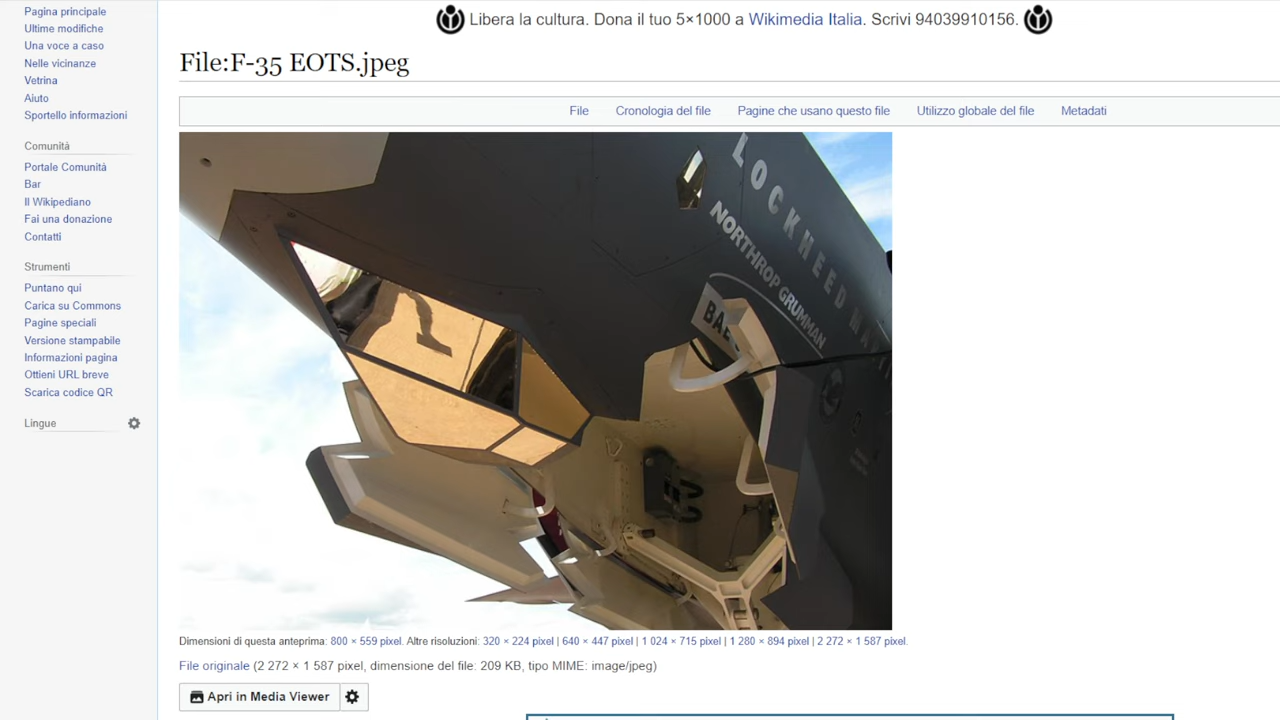 Libera la cultura. Dona il tuo 5×1000 a Wikimedia Italia. Scrivi 94039910156.
Pagina principale
Ultime modifiche
Una voce a caso
Nelle vicinanze
Vetrina
Aiuto
Sportello informazioni
Comunità
Portale Comunità
Bar
Il Wikipediano
Fai una donazione
Contatti
Strumenti
Puntano qui
Carica su Commons
Pagine speciali
Versione stampabile
Informazioni pagina
Ottieni URL breve
Scarica codice QR
Lingue
File:F-35 EOTS.jpeg
File Cronologia del file Pagine che usano questo file Utilizzo globale del file Metadati
LOCKHEED
NORTHROP GRUMMAN
Dimensioni di questa anteprima: 800 × 559 pixel. Altre risoluzioni: 320 × 224 pixel | 640 × 447 pixel | 1 024 × 715 pixel | 1 280 × 894 pixel | 2 272 × 1 587 pixel.
File originale (2 272 × 1 587 pixel, dimensione del file: 209 KB, tipo MIME: image/jpeg)
Apri in Media Viewer